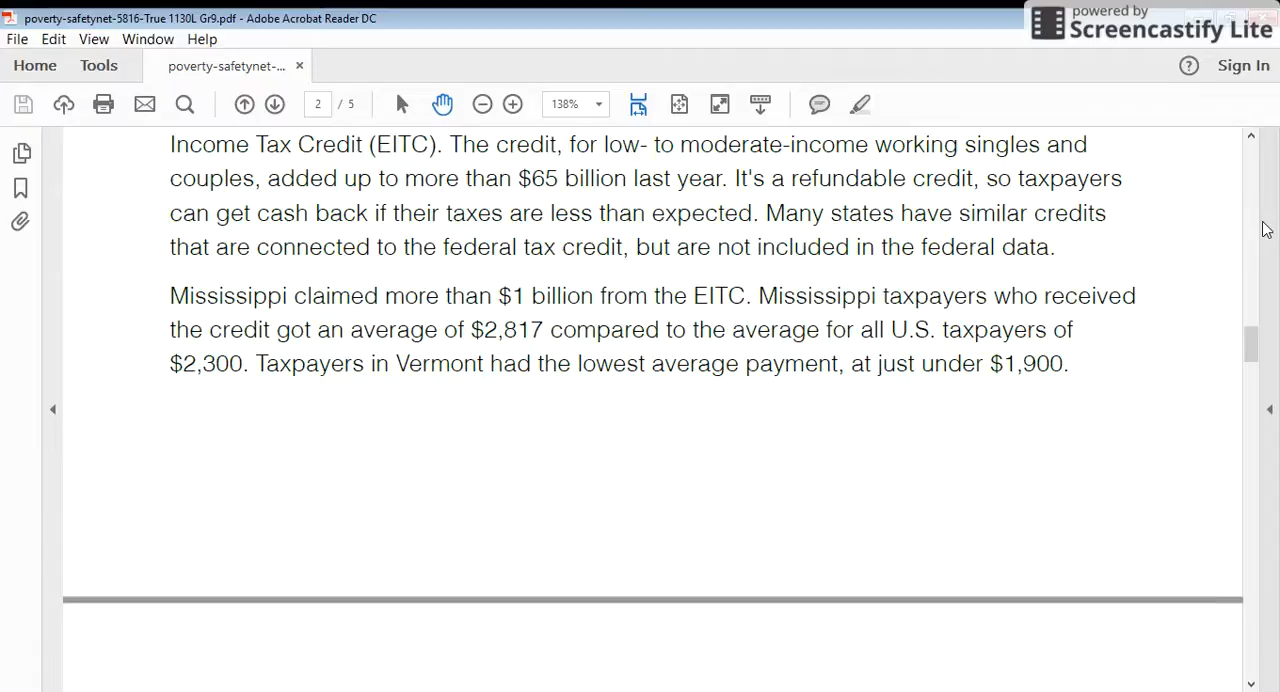 poverty-safetynet-5816-True 1130L Gr9.pdf - Adobe Acrobat Reader DC
powered by
Screencastify Lite
File Edit View Window Help
Home Tools poverty-safetynet-... × Sign In
2 / 5 138%
Income Tax Credit (EITC). The credit, for low- to moderate-income working singles and
couples, added up to more than $65 billion last year. It's a refundable credit, so taxpayers
can get cash back if their taxes are less than expected. Many states have similar credits
that are connected to the federal tax credit, but are not included in the federal data.
Mississippi claimed more than $1 billion from the EITC. Mississippi taxpayers who received
the credit got an average of $2,817 compared to the average for all U.S. taxpayers of
$2,300. Taxpayers in Vermont had the lowest average payment, at just under $1,900.